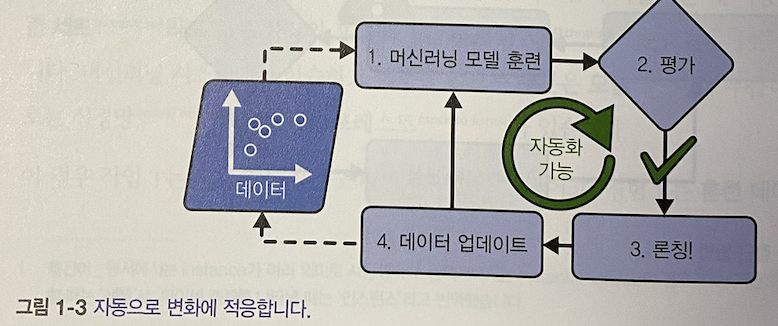 1. 머신러닝 모델 훈련
2. 평가
자동화
가능
데이터
4. 데이터 업데이트
3. 론칭!
그림 1-3 자동으로 변화에 적응합니다.